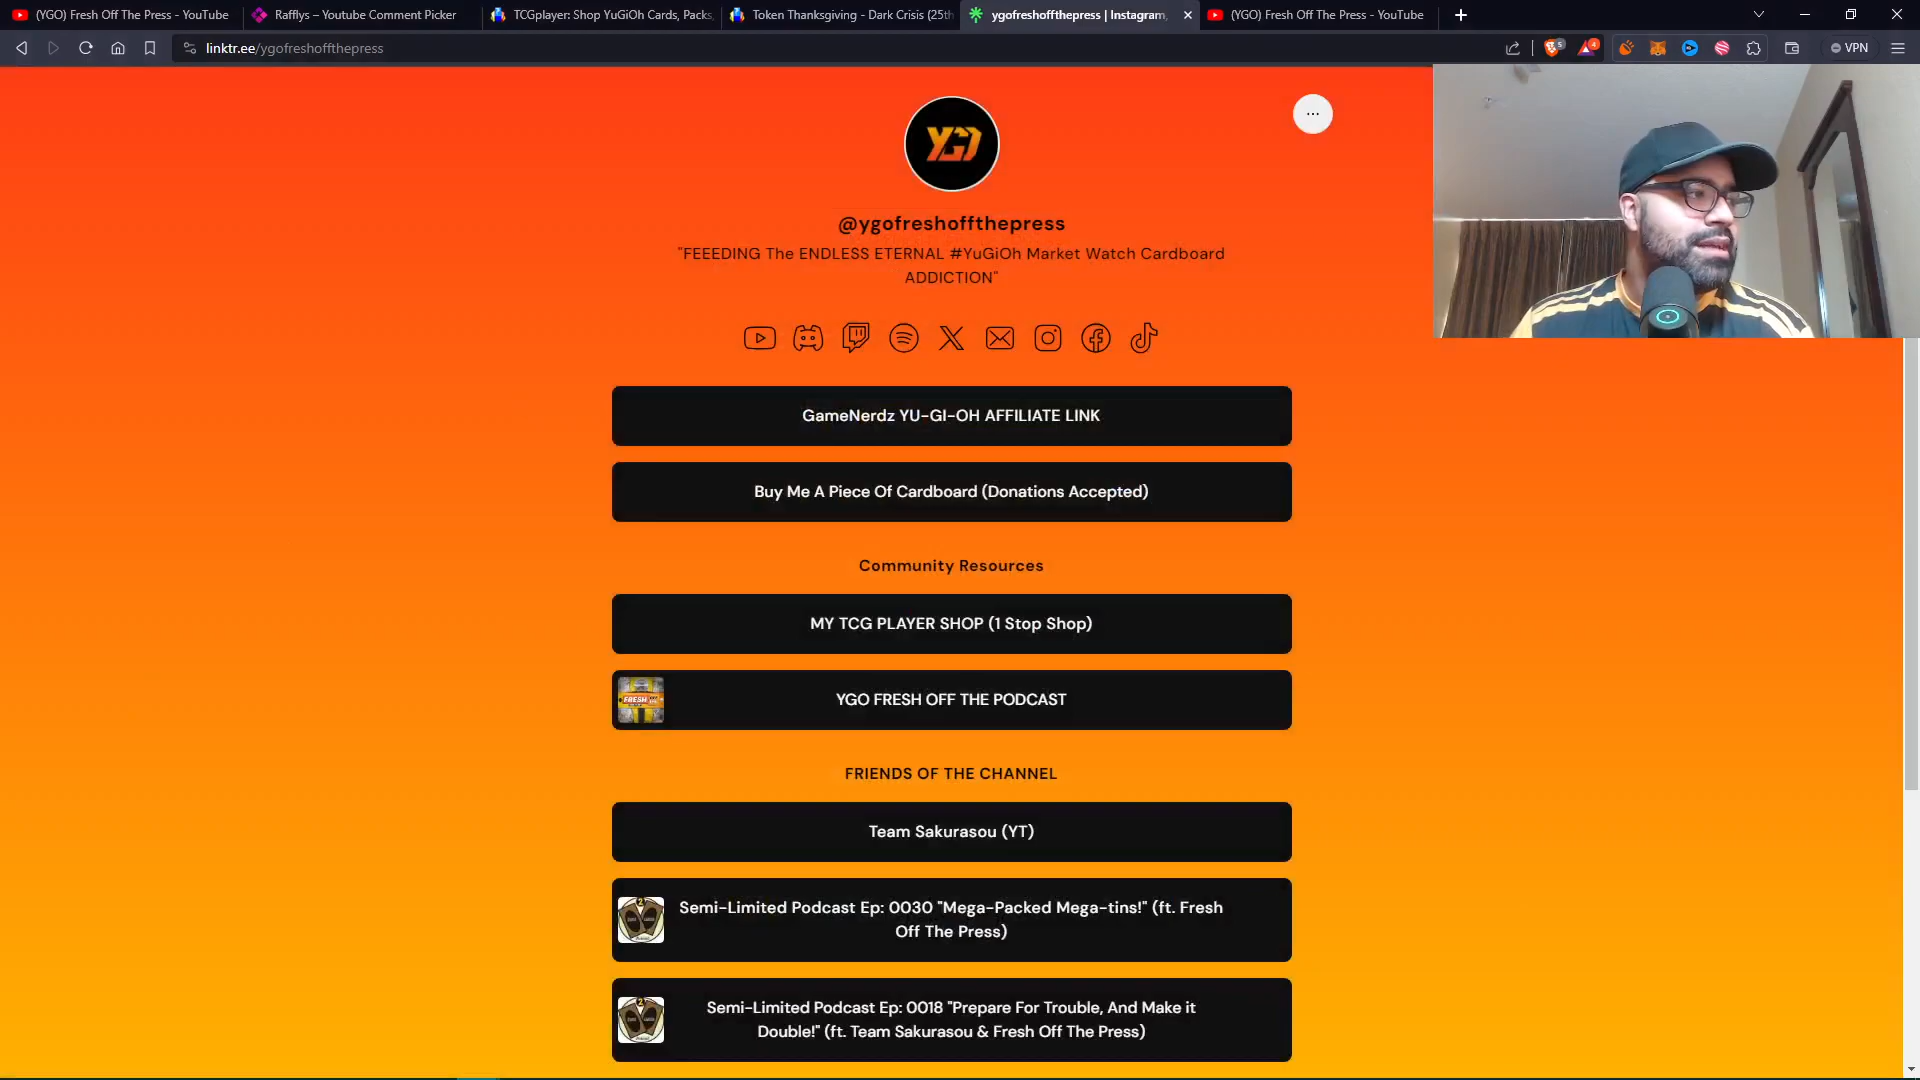 (YGO) Fresh Off The Press - YouTube
Rafflys – Youtube Comment Picker
TCGplayer: Shop YuGiOh Cards, Packs,
Token Thanksgiving - Dark Crisis (25th
ygofreshoffthepress | Instagram,
(YGO) Fresh Off The Press - YouTube
linktr.ee/ygofreshoffthepress
5
4
VPN
YGO
@ygofreshoffthepress
"FEEEDING The ENDLESS ETERNAL #YuGiOh Market Watch Cardboard
ADDICTION"
GameNerdz YU-GI-OH AFFILIATE LINK
Buy Me A Piece Of Cardboard (Donations Accepted)
Community Resources
MY TCG PLAYER SHOP (1 Stop Shop)
FRESH
YGO FRESH OFF THE PODCAST
FRIENDS OF THE CHANNEL
Team Sakurasou (YT)
Semi-Limited Podcast Ep: 0030 "Mega-Packed Mega-tins!" (ft. Fresh
Off The Press)
Semi-Limited Podcast Ep: 0018 "Prepare For Trouble, And Make it
Double!" (ft. Team Sakurasou & Fresh Off The Press)